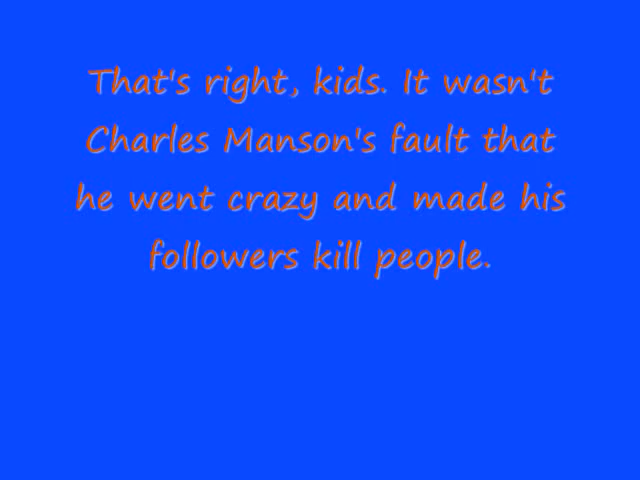 That's right, kids. It wasn't
Charles Manson's fault that
he went crazy and made his
followers kill people.